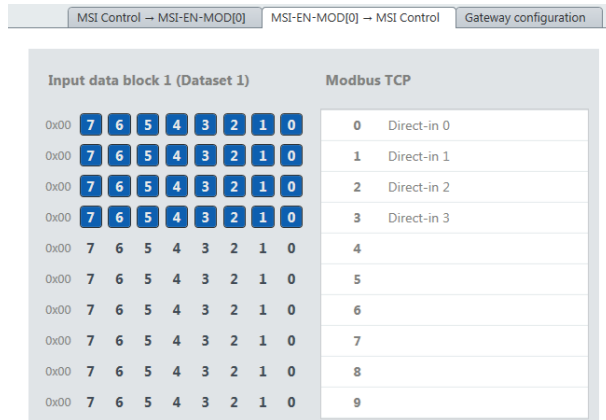 MSI Control → MSI-EN-MOD[0] MSI-EN-MOD[0] → MSI Control Gateway configuration
Input data block 1 (Dataset 1) Modbus TCP
0x00 7 6 5 4 3 2 1 0 0 Direct-in 0
0x00 7 6 5 4 3 2 1 0 1 Direct-in 1
0x00 7 6 5 4 3 2 1 0 2 Direct-in 2
0x00 7 6 5 4 3 2 1 0 3 Direct-in 3
0x00 7 6 5 4 3 2 1 0 4
0x00 7 6 5 4 3 2 1 0 5
0x00 7 6 5 4 3 2 1 0 6
0x00 7 6 5 4 3 2 1 0 7
0x00 7 6 5 4 3 2 1 0 8
0x00 7 6 5 4 3 2 1 0 9